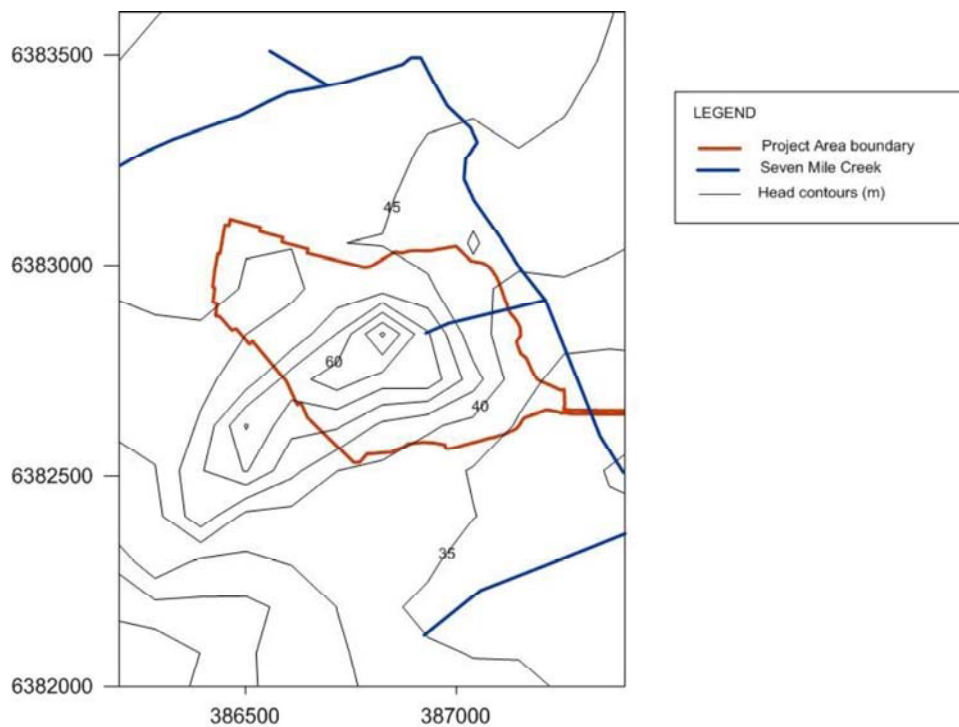 6383500
LEGEND
Project Area boundary
Seven Mile Creek
Head contours (m)
45
6383000
60
40
6382500
35
6382000
386500 387000